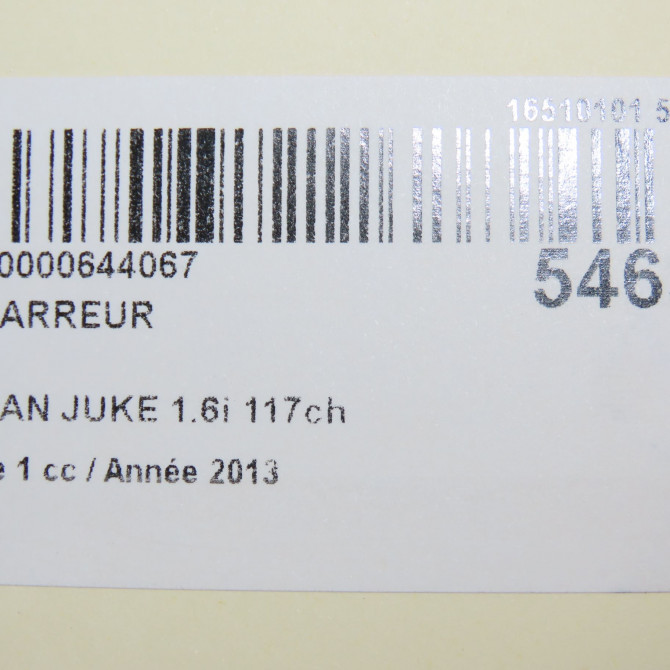 16510101 5
0000644067
546
ARREUR
AN JUKE 1.6i 117ch
e 1 cc / Année 2013